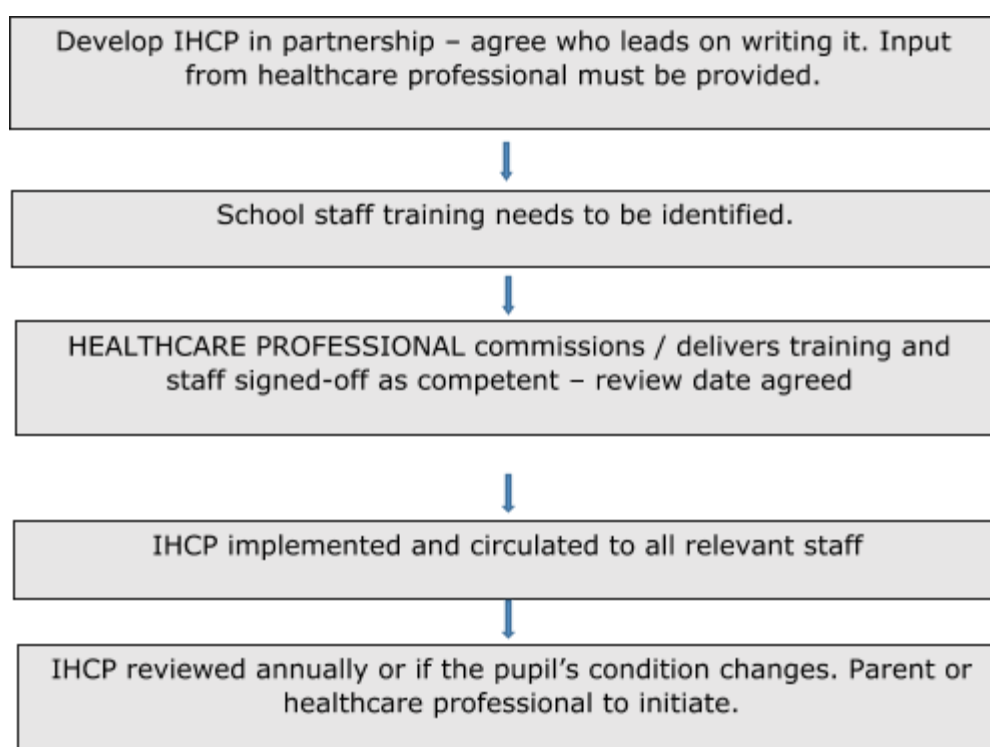 Develop IHCP in partnership – agree who leads on writing it. Input
from healthcare professional must be provided.
School staff training needs to be identified.
HEALTHCARE PROFESSIONAL commissions / delivers training and
staff signed-off as competent – review date agreed
IHCP implemented and circulated to all relevant staff
IHCP reviewed annually or if the pupil’s condition changes. Parent or
healthcare professional to initiate.